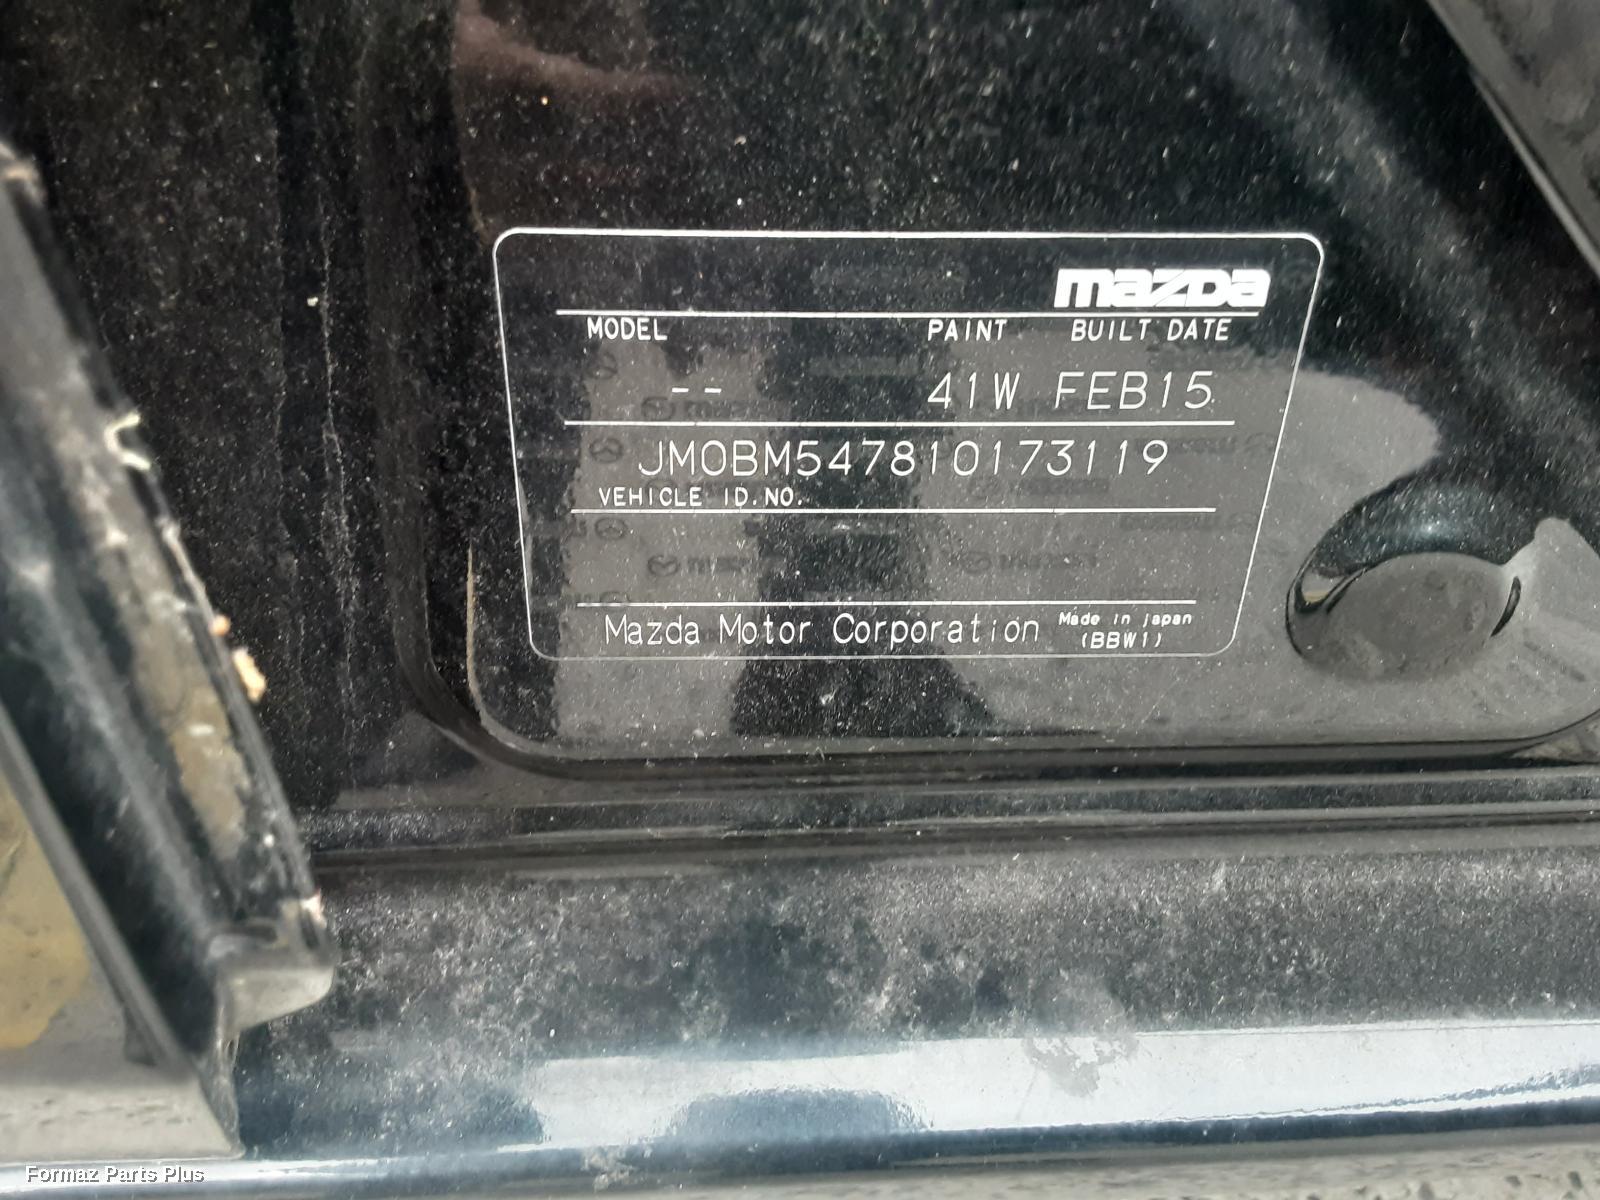 mazda
MODEL PAINT BUILT DATE
-- 41W FEB15
JM0BM547810173119
VEHICLE ID. NO.
Mazda Motor Corporation Made in japan
(BBW1)
Formaz Parts Plus